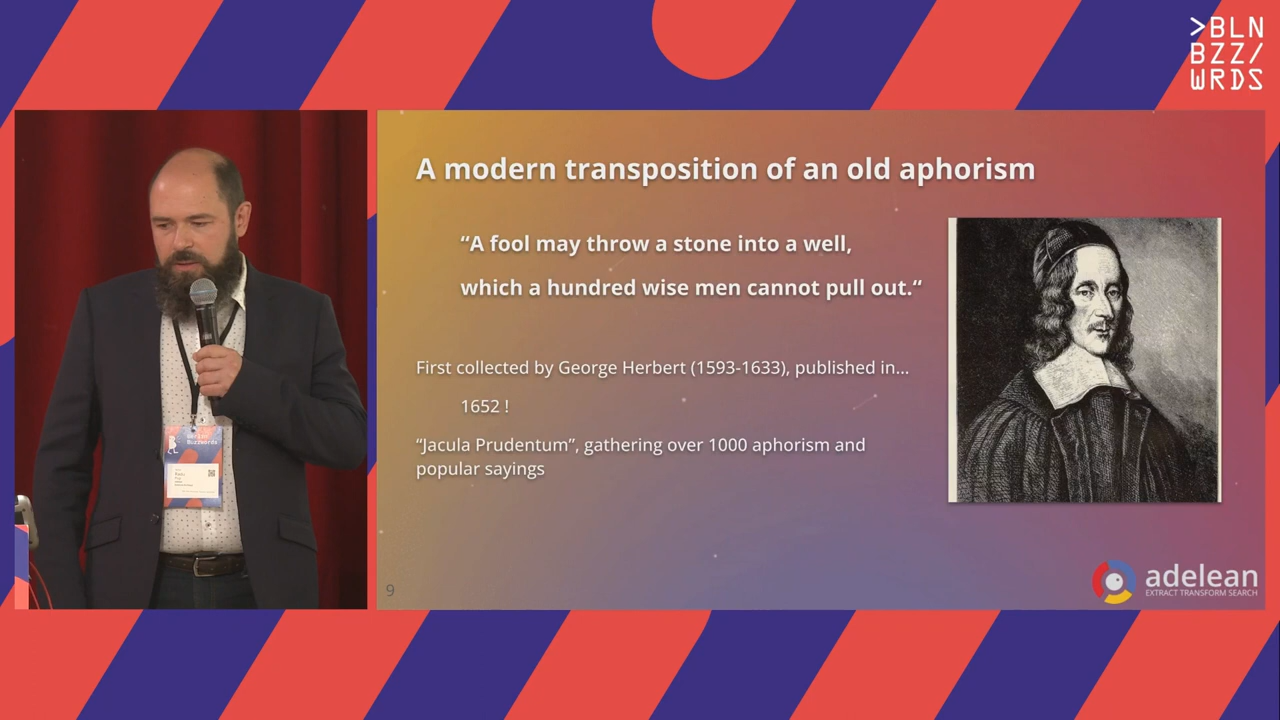 >BLN
BZZ/
WRDS
A modern transposition of an old aphorism
“A fool may throw a stone into a well,
which a hundred wise men cannot pull out.“
First collected by George Herbert (1593-1633), published in...
1652 !
“Jacula Prudentum”, gathering over 1000 aphorism and
popular sayings
9
adelean
EXTRACT TRANSFORM SEARCH